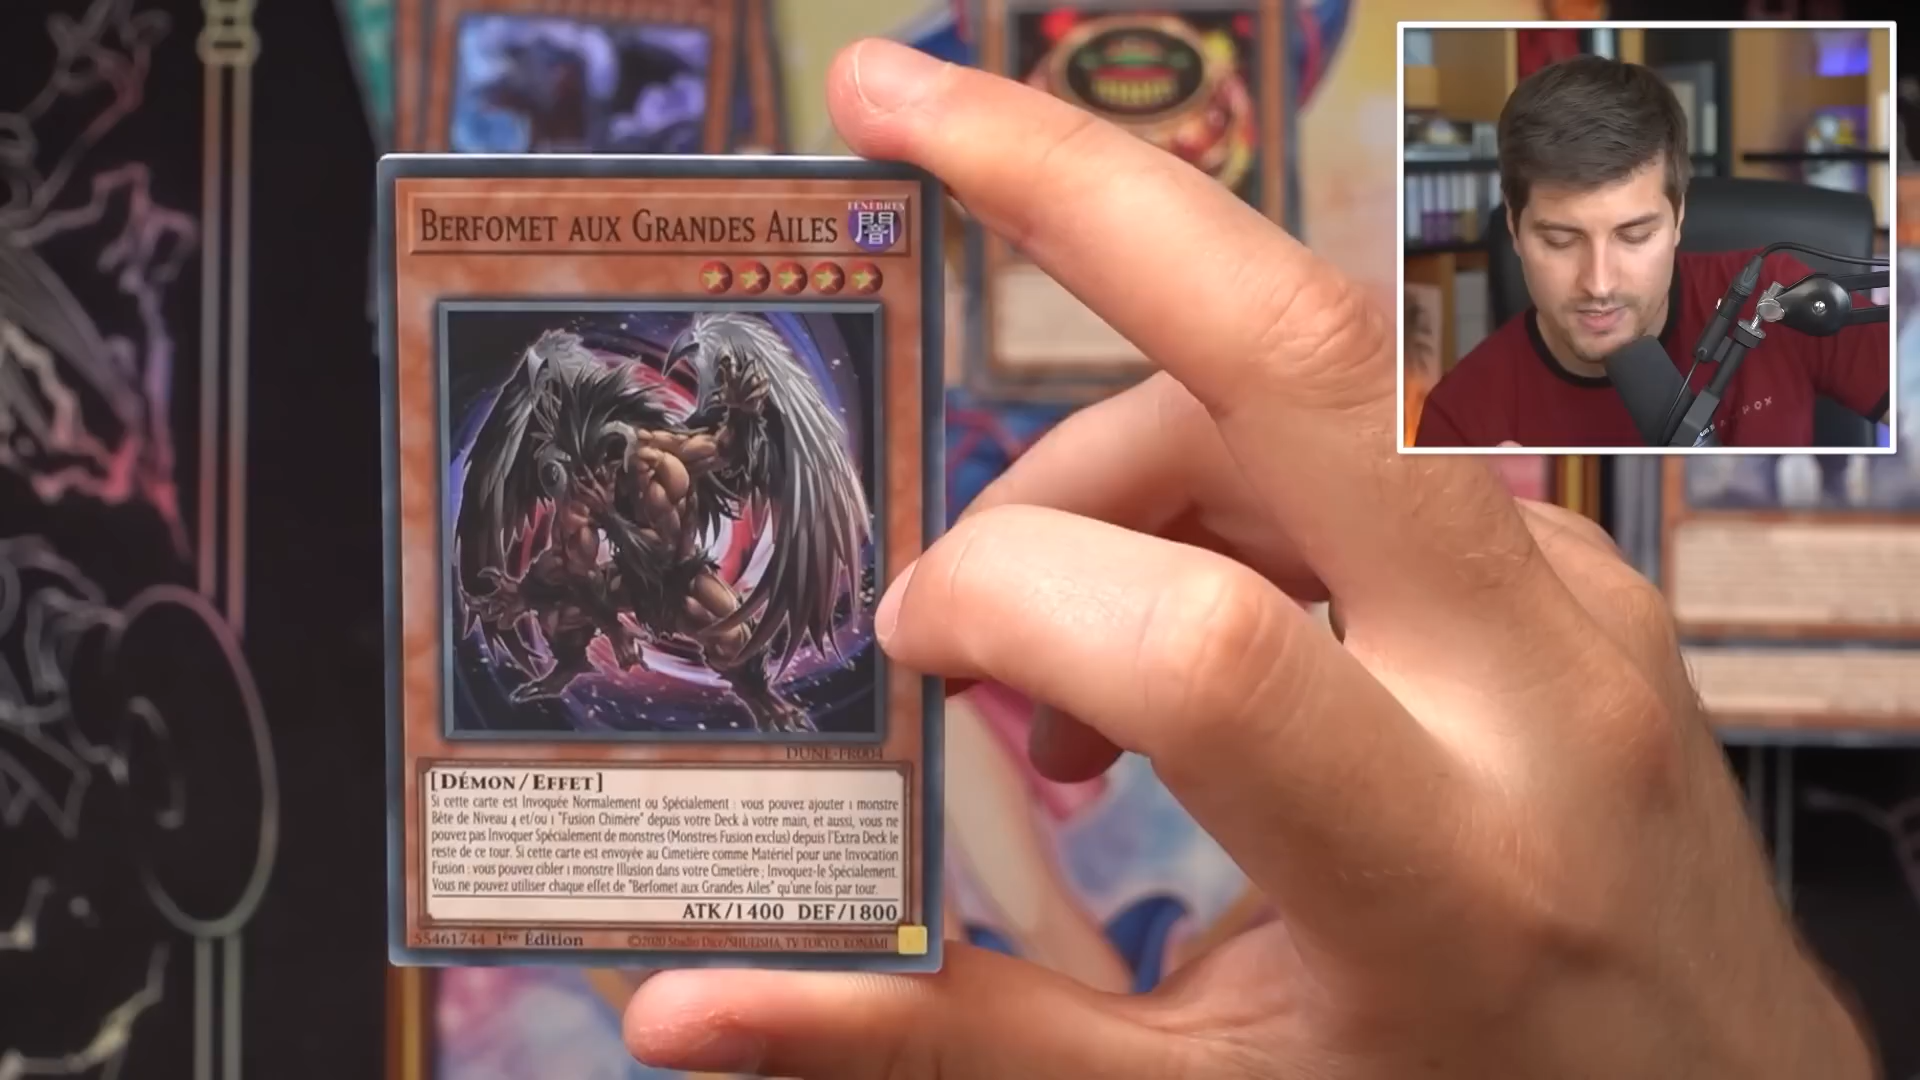 BERFOMET AUX GRANDES AILES
TÉNÈBRES
闇
DUNE-FR004
[DÉMON/EFFET]
Si cette carte est Invoquée Normalement ou Spécialement : vous pouvez ajouter 1 monstre
Bête de Niveau 4 et/ou 1 "Fusion Chimère" depuis votre Deck à votre main, et aussi, vous ne
pouvez pas Invoquer Spécialement de monstres (Monstres Fusion exclus) depuis l'Extra Deck le
reste de ce tour. Si cette carte est envoyée au Cimetière comme Matériel pour une Invocation
Fusion : vous pouvez cibler 1 monstre Illusion dans votre Cimetière ; Invoquez-le Spécialement.
Vous ne pouvez utiliser chaque effet de "Berfomet aux Grandes Ailes" qu'une fois par tour.
ATK/1400 DEF/1800
55461744 1ère Édition ©2020 Studio Dice/SHUEISHA, TV TOKYO, KONAMI